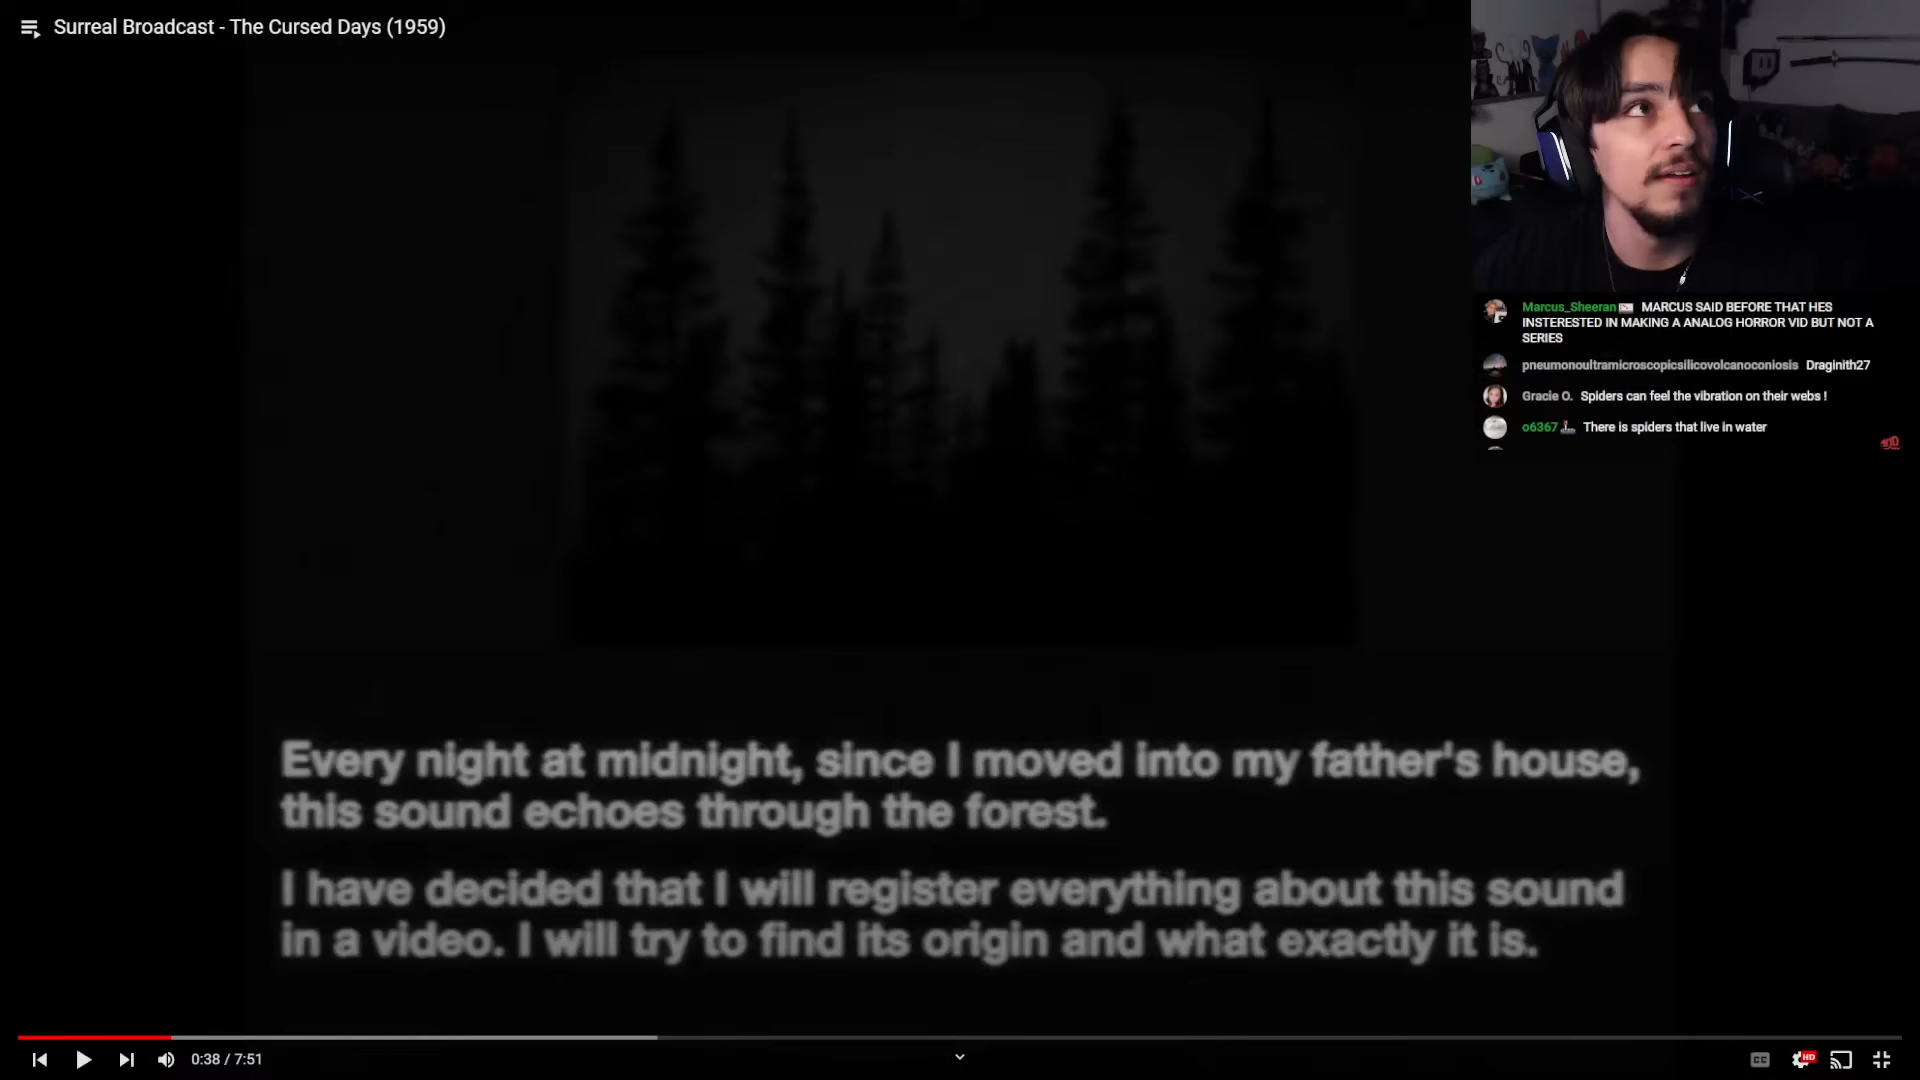 Surreal Broadcast - The Cursed Days (1959)
Marcus_Sheeran MARCUS SAID BEFORE THAT HES
INSTERESTED IN MAKING A ANALOG HORROR VID BUT NOT A
SERIES
pneumonoultramicroscopicsilicovolcanoconiosis Draginith27
Gracie O. Spiders can feel the vibration on their webs !
o6367 There is spiders that live in water
Every night at midnight, since I moved into my father's house,
this sound echoes through the forest.
I have decided that I will register everything about this sound
in a video. I will try to find its origin and what exactly it is.
0:38 / 7:51
CC
HD